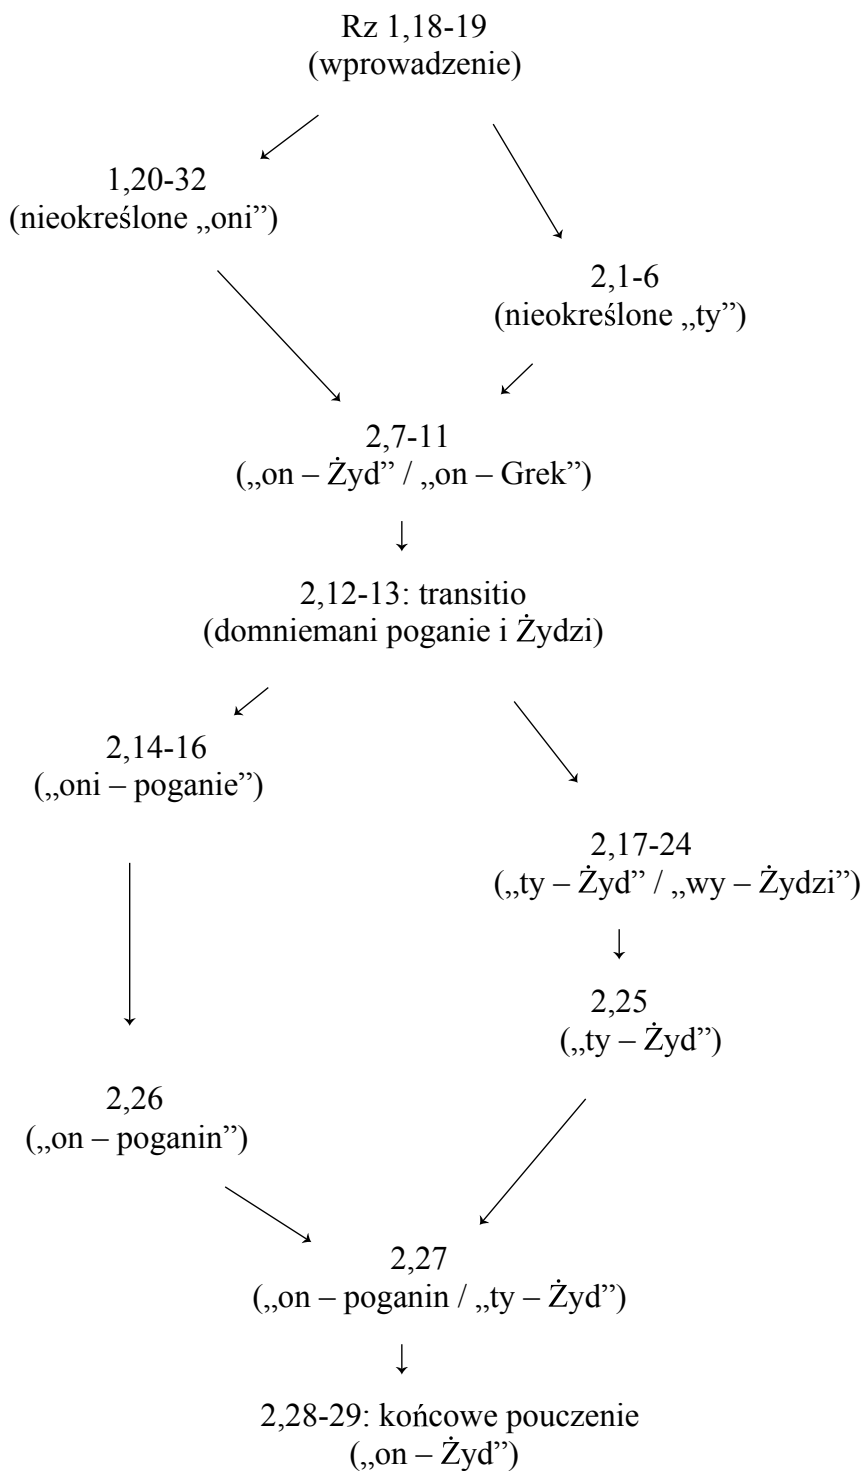 Rz 1,18-19
(wprowadzenie)
1,20-32
(nieokreślone „oni”)
2,1-6
(nieokreślone „ty”)
2,7-11
(„on – Żyd” / „on – Grek”)
2,12-13: transitio
(domniemani poganie i Żydzi)
2,14-16
(„oni – poganie”)
2,17-24
(„ty – Żyd” / „wy – Żydzi”)
2,25
(„ty – Żyd”)
2,26
(„on – poganin”)
2,27
(„on – poganin / „ty – Żyd”)
2,28-29: końcowe pouczenie
(„on – Żyd”)